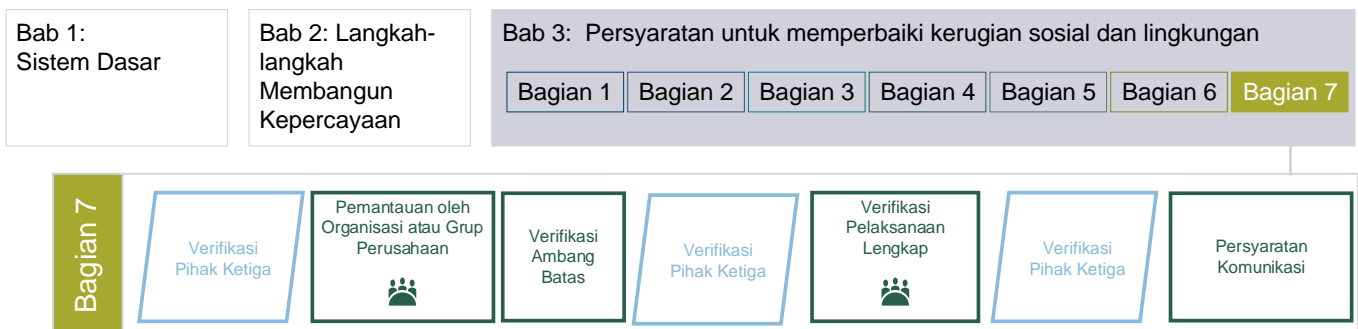 Bab 1:
Sistem Dasar
Bab 2: Langkah-
langkah
Membangun
Kepercayaan
Bab 3: Persyaratan untuk memperbaiki kerugian sosial dan lingkungan
Bagian 1
Bagian 2
Bagian 3
Bagian 4
Bagian 5
Bagian 6
Bagian 7
Bagian 7
Verifikasi
Pihak Ketiga
Pemantauan oleh
Organisasi atau Grup
Perusahaan
Verifikasi
Ambang
Batas
Verifikasi
Pihak Ketiga
Verifikasi
Pelaksanaan
Lengkap
Verifikasi
Pihak Ketiga
Persyaratan
Komunikasi